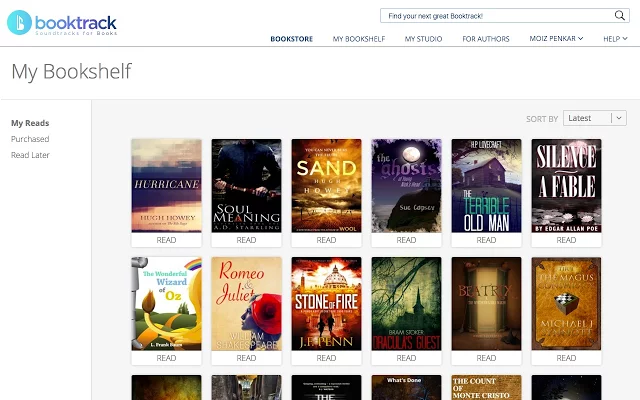 booktrack
Soundtracks for Books
Find your next great Booktrack!
BOOKSTORE MY BOOKSHELF MY STUDIO FOR AUTHORS MOIZ PENKAR HELP
My Bookshelf
My Reads
Purchased
Read Later
SORT BY Latest
HURRICANE
HUGH HOWEY
SOUL MEANING
A.D. STARRLING
SAND
HUGH HOWEY
WOOL
the ghosts
Sue Copsey
H.P. LOVECRAFT
THE TERRIBLE OLD MAN
SILENCE
A FABLE
BY EDGAR ALLAN POE
READ READ READ READ READ READ
The Wonderful
Wizard
of
Oz
L. Frank Baum
Romeo
& Juliet
WILLIAM
SHAKESPEARE
STONE OF FIRE
J.F. PENN
BRAM STOKER
DRACULA'S GUEST
BEATRIX
THE MAGUS
MICHAEL J
READ READ READ READ READ READ
THE
What's Done
THE COUNT
OF
MONTE CRISTO